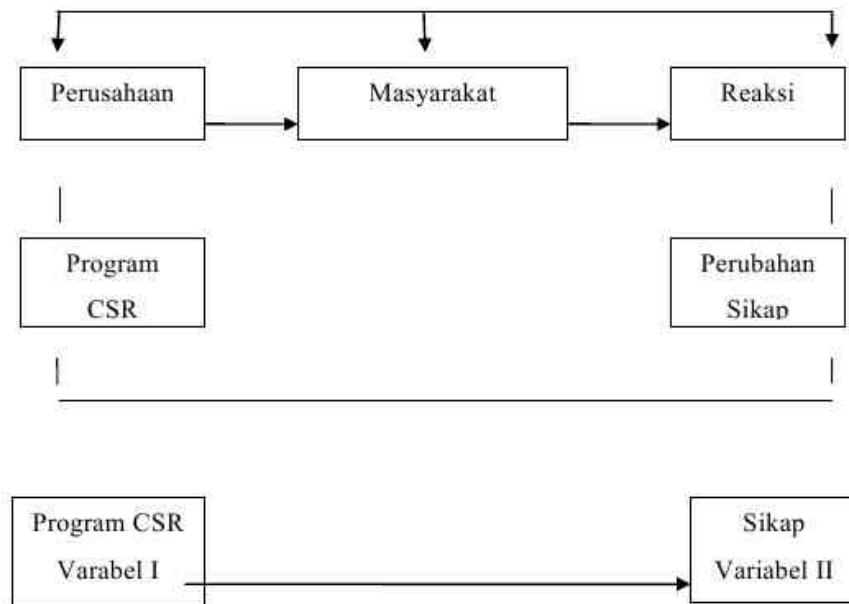 Perusahaan
Masyarakat
Reaksi
Program
CSR
Perubahan
Sikap
Program CSR
Varabel I
Sikap
Variabel II